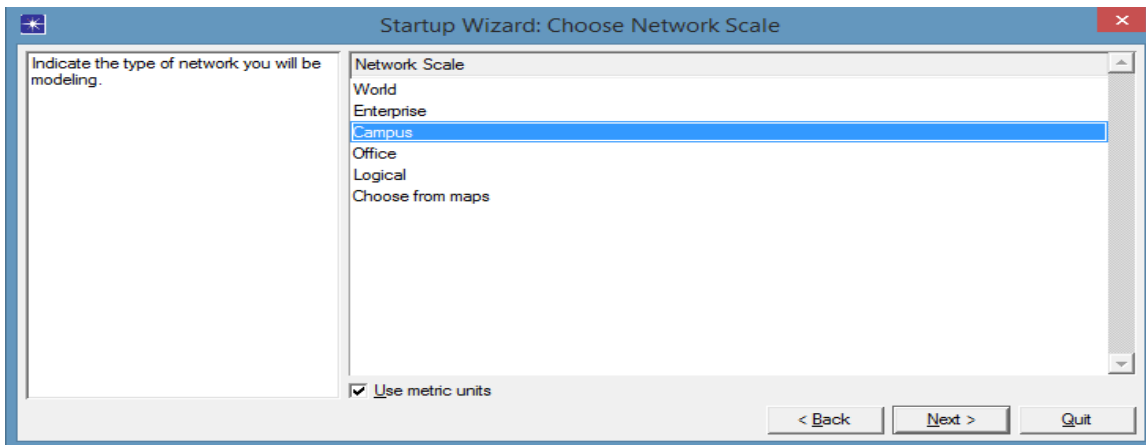 Startup Wizard: Choose Network Scale
Indicate the type of network you will be
modeling.
Network Scale
World
Enterprise
Campus
Office
Logical
Choose from maps
Use metric units
< Back
Next >
Quit